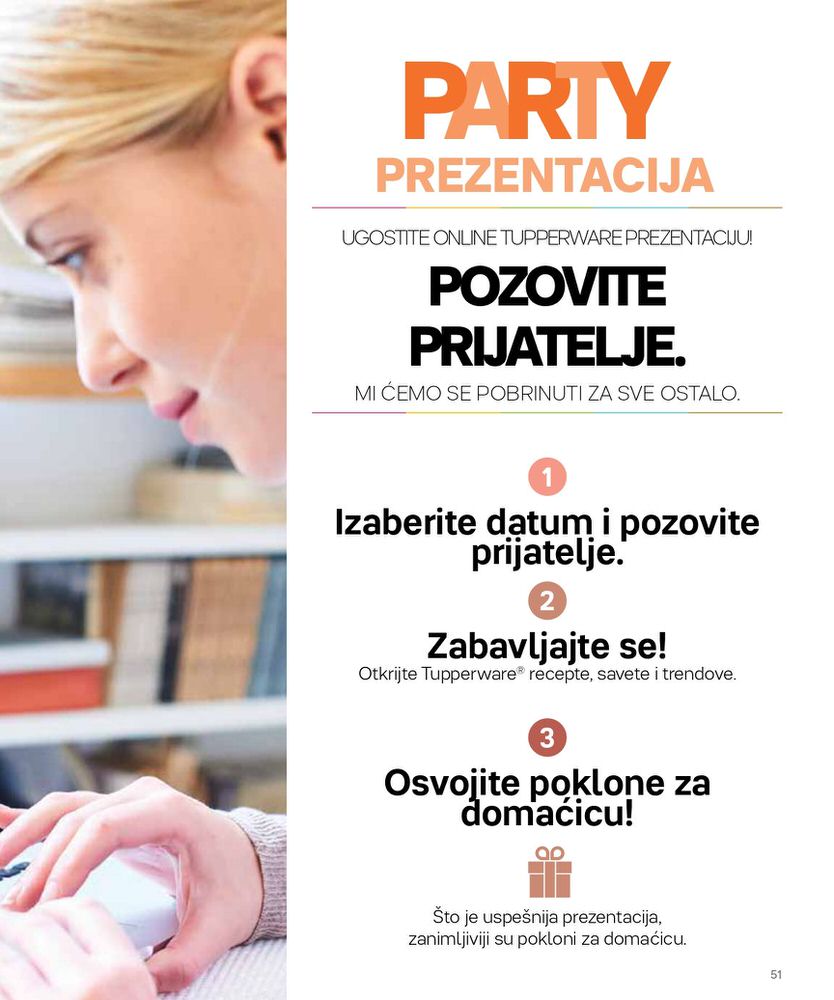 PARTY
PREZENTACIJA
UGOSTITE ONLINE TUPPERWARE PREZENTACIJU!
POZOVITE
PRIJATELJE.
MI ĆEMO SE POBRINUTI ZA SVE OSTALO.
1
Izaberite datum i pozovite
prijatelje.
2
Zabavljajte se!
Otkrijte Tupperware® recepte, savete i trendove.
3
Osvojite poklone za
domaćicu!
Što je uspešnija prezentacija,
zanimljiviji su pokloni za domaćicu.
51